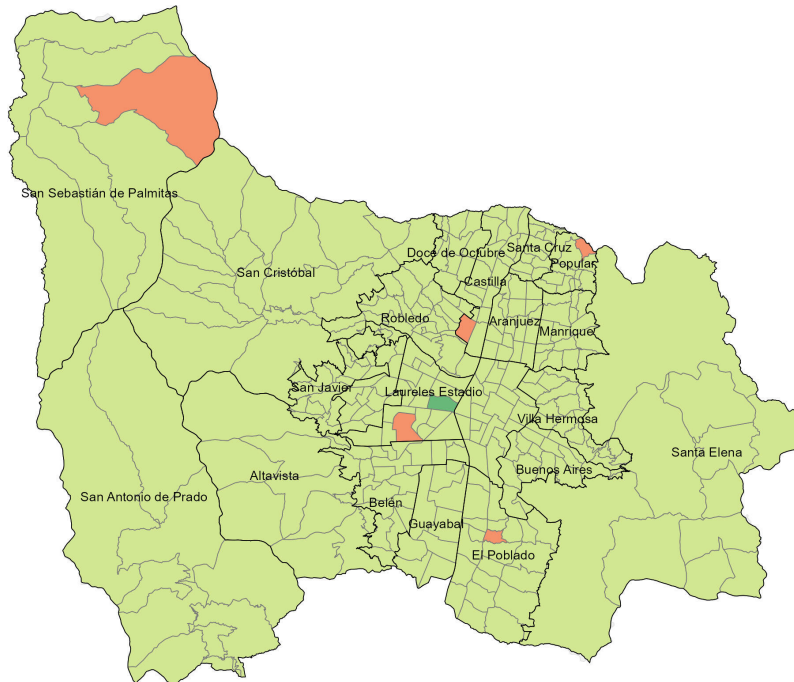 San Sebastián de Palmitas
Doce de Octubre
Santa Cruz
Popular
San Cristóbal
Castilla
Robledo
Aranjuez
Manrique
San Javier
Laureles Estadio
Villa Hermosa
Santa Elena
Buenos Aires
Altavista
San Antonio de Prado
Belén
Guayabal
El Poblado